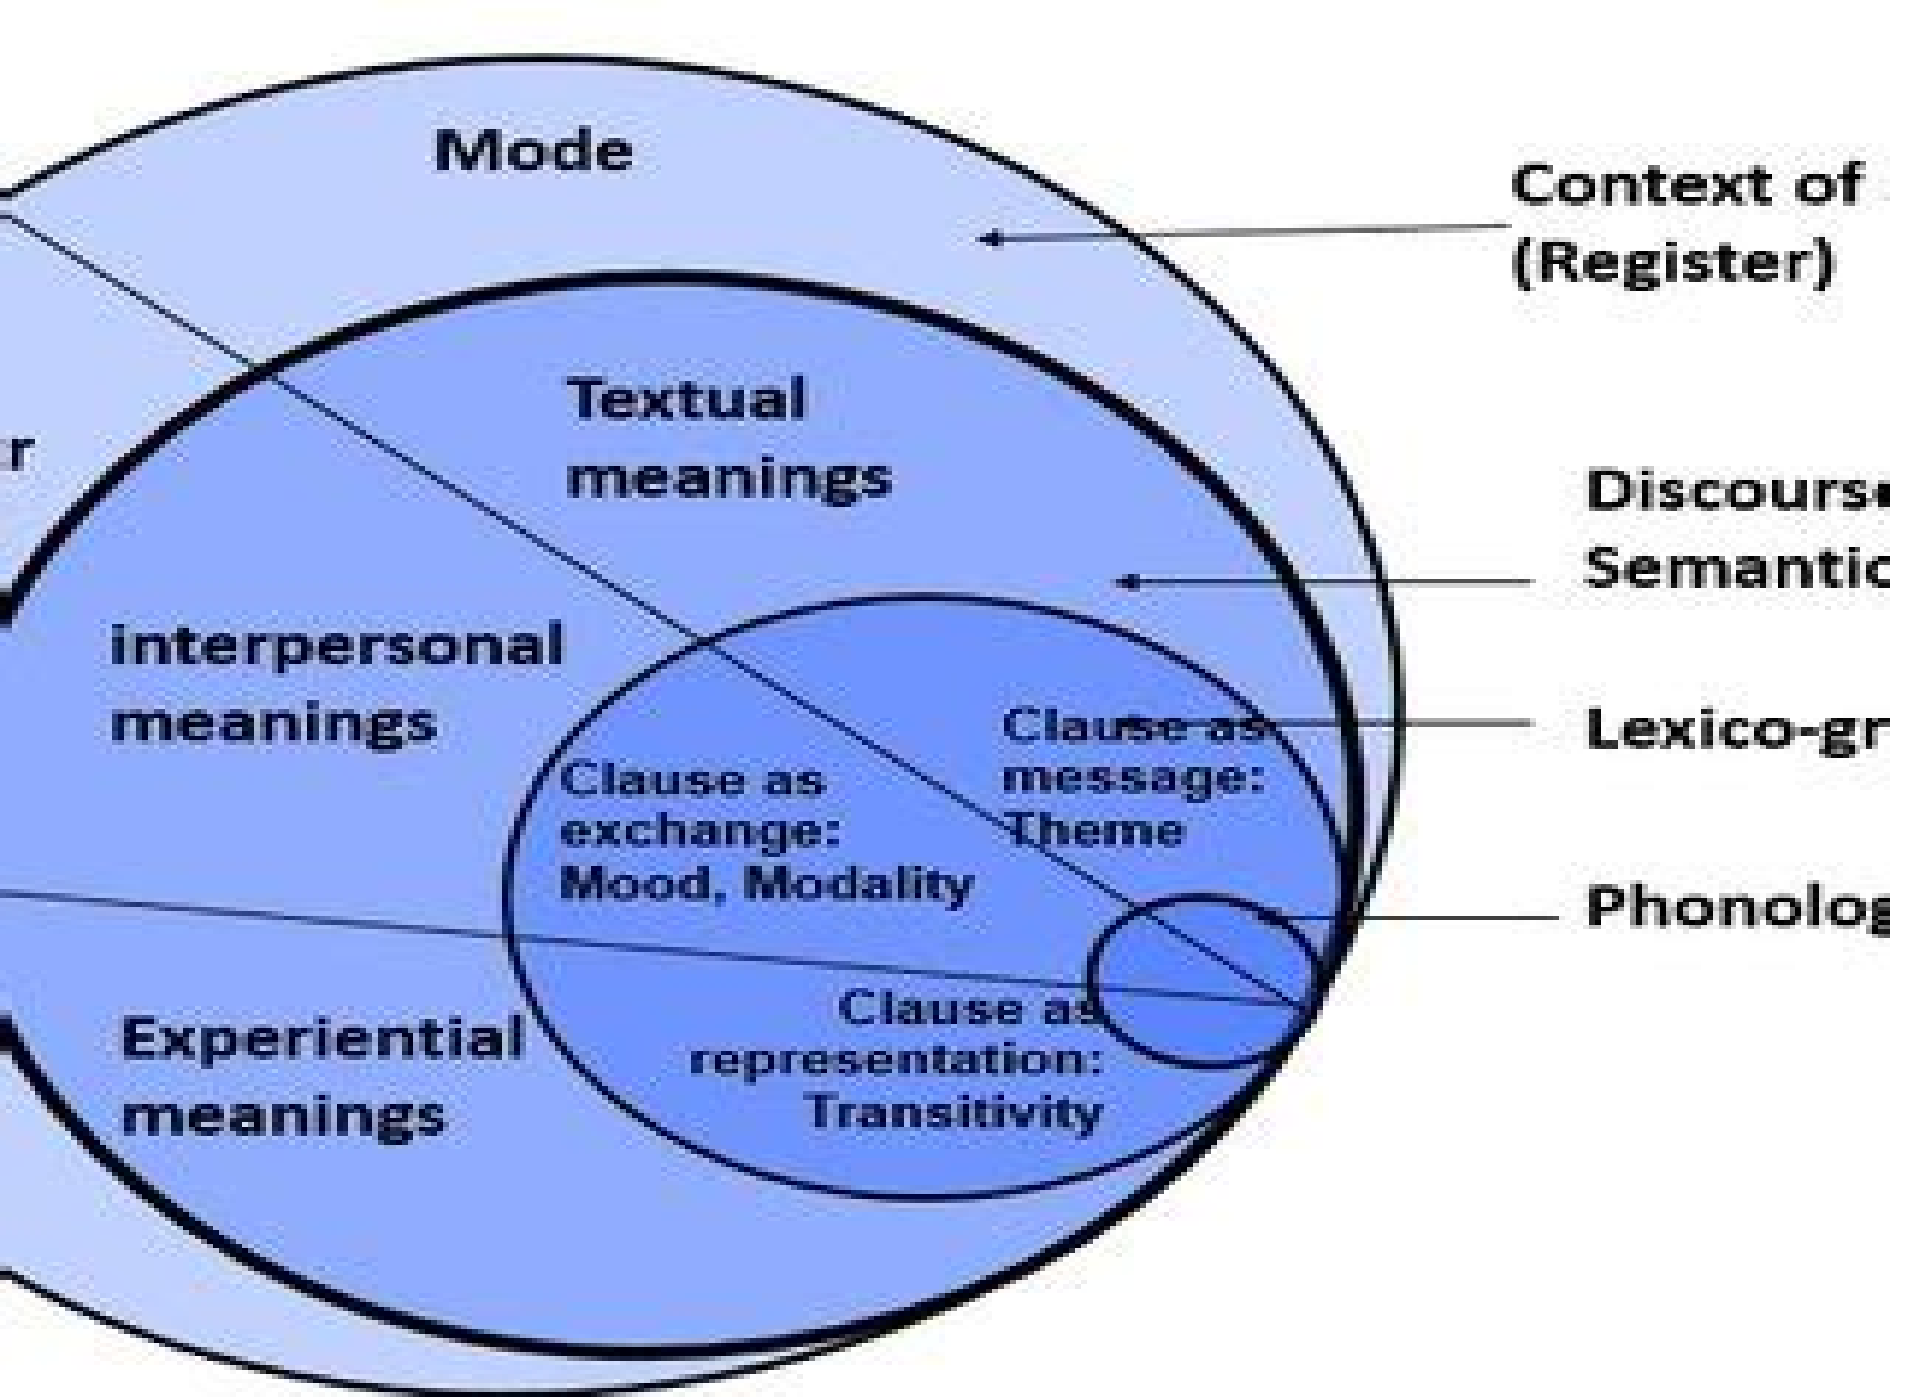 Mode
Context of
(Register)
Textual
meanings
r
Discourse
Semantic
interpersonal
meanings
Lexico-gr
Clause as
message:
Theme
Clause as
exchange:
Mood, Modality
Phonolog
Experiential
meanings
Clause as
representation:
Transitivity